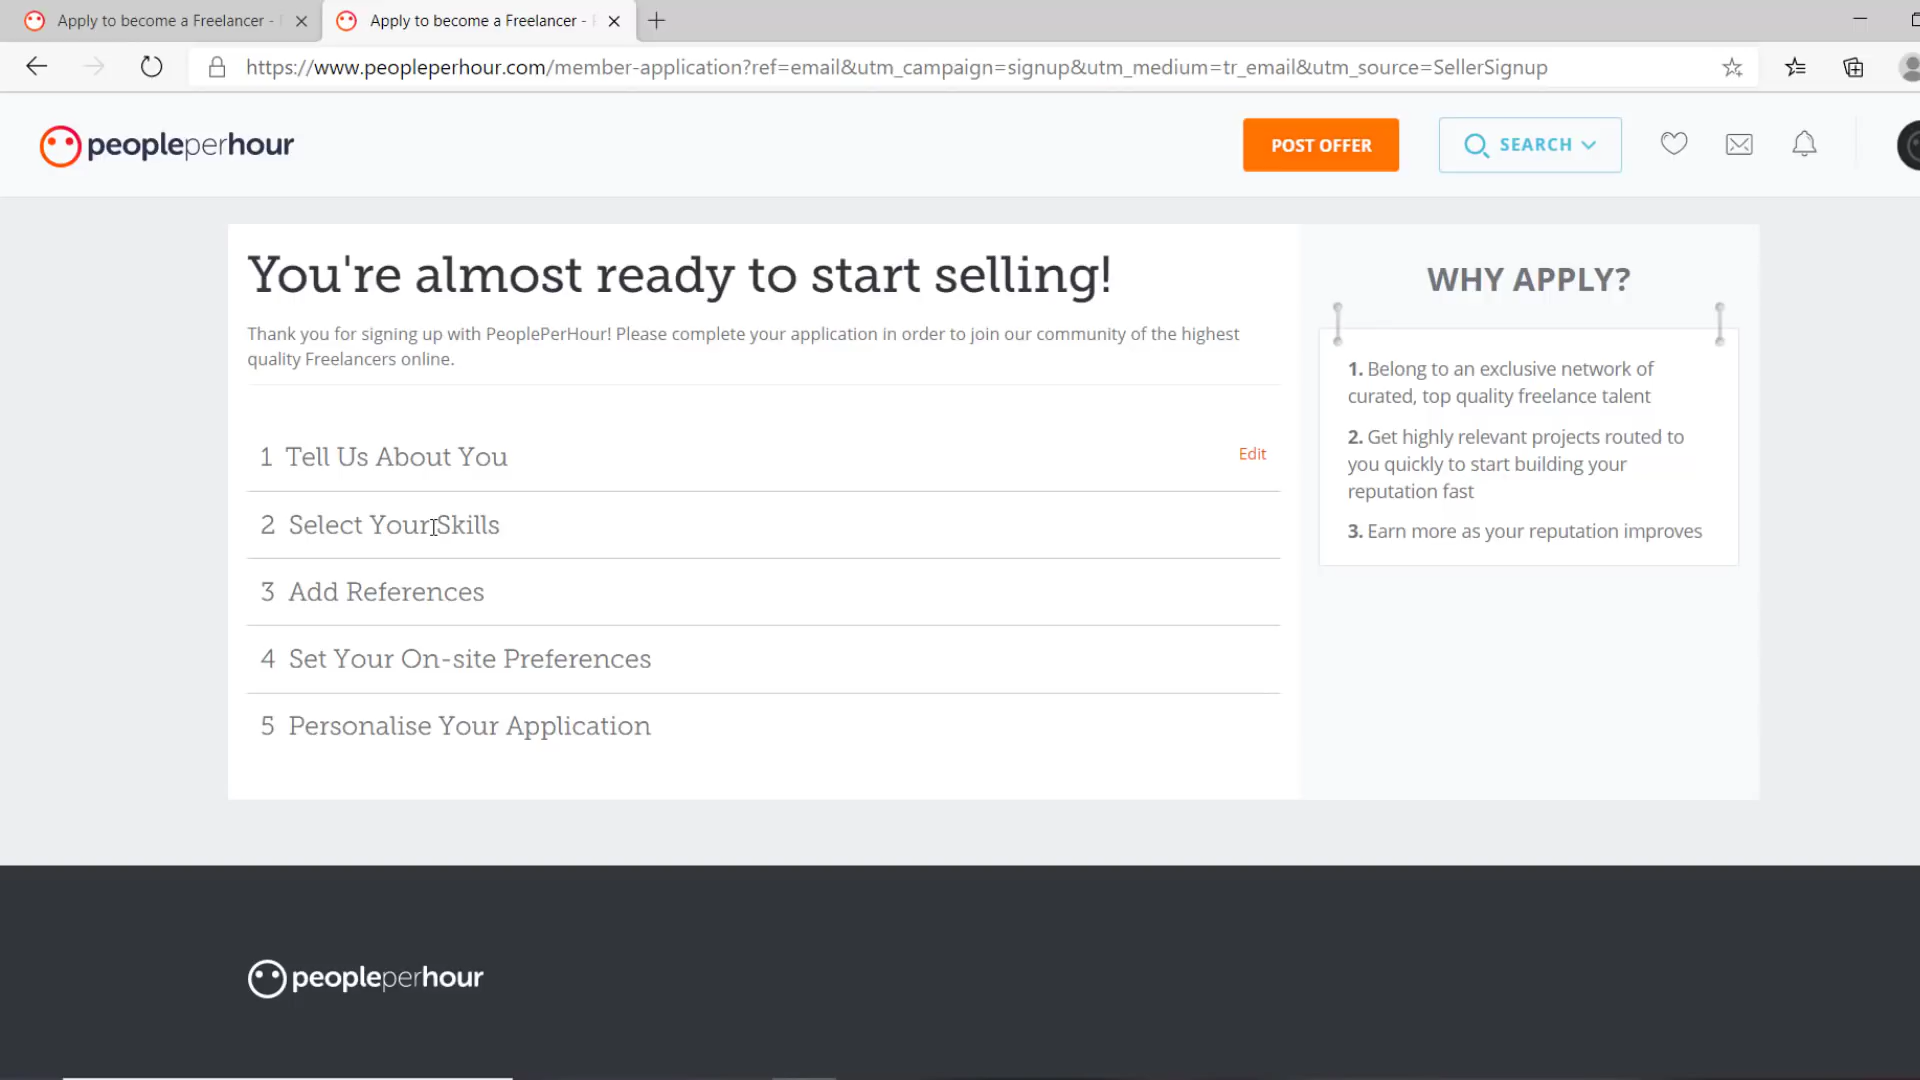 Apply to become a Freelancer -
Apply to become a Freelancer -
https://www.peopleperhour.com/member-application?ref=email&utm_campaign=signup&utm_medium=tr_email&utm_source=SellerSignup
peopleperhour
POST OFFER
SEARCH
You're almost ready to start selling!
Thank you for signing up with PeoplePerHour! Please complete your application in order to join our community of the highest
quality Freelancers online.
1 Tell Us About You
Edit
2 Select Your Skills
3 Add References
4 Set Your On-site Preferences
5 Personalise Your Application
WHY APPLY?
1. Belong to an exclusive network of
curated, top quality freelance talent
2. Get highly relevant projects routed to
you quickly to start building your
reputation fast
3. Earn more as your reputation improves
peopleperhour